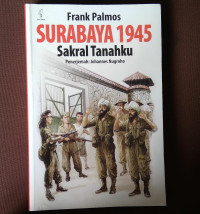 Frank Palmos
SURABAYA 1945
Sakral Tanahku
Penerjemah: Johannes Nugroho